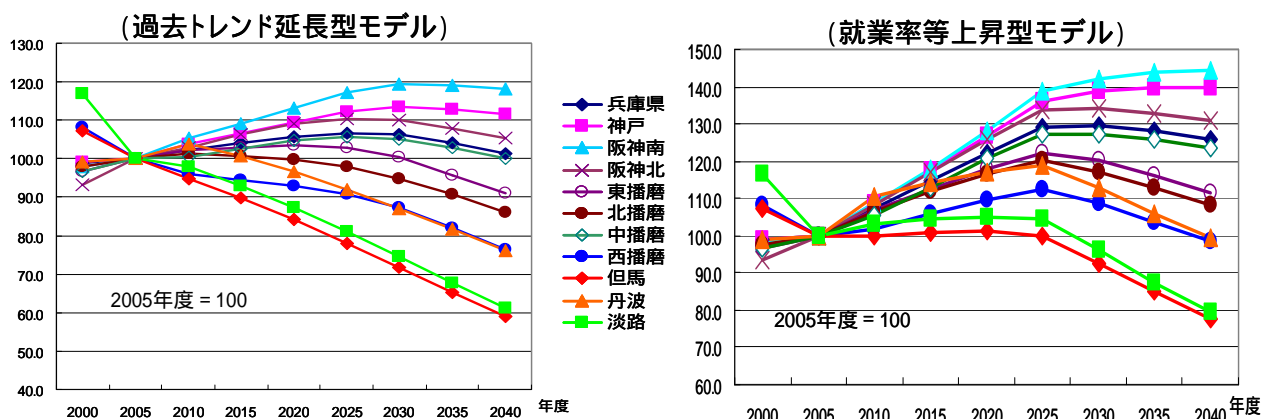 (過去トレンド延長型モデル)
130.0
120.0
110.0
100.0
90.0
80.0
70.0
60.0
50.0
40.0
2005年度 = 100
2000 2005 2010 2015 2020 2025 2030 2035 2040 年度
兵庫県
神戸
阪神南
阪神北
東播磨
北播磨
中播磨
西播磨
但馬
丹波
淡路
(就業率等上昇型モデル)
150.0
140.0
130.0
120.0
110.0
100.0
90.0
80.0
70.0
60.0
2005年度 = 100
2000 2005 2010 2015 2020 2025 2030 2035 2040 年度